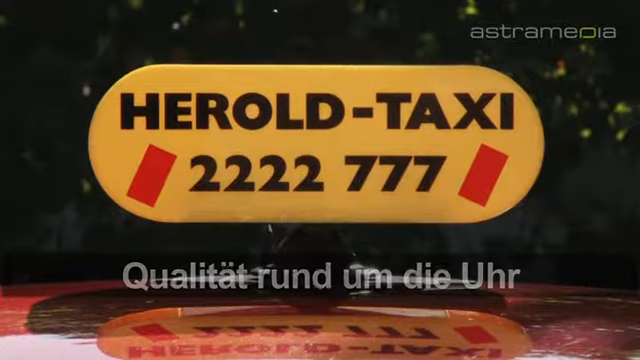 astramedia
HEROLD-TAXI
2222 777
Qualität rund um die Uhr